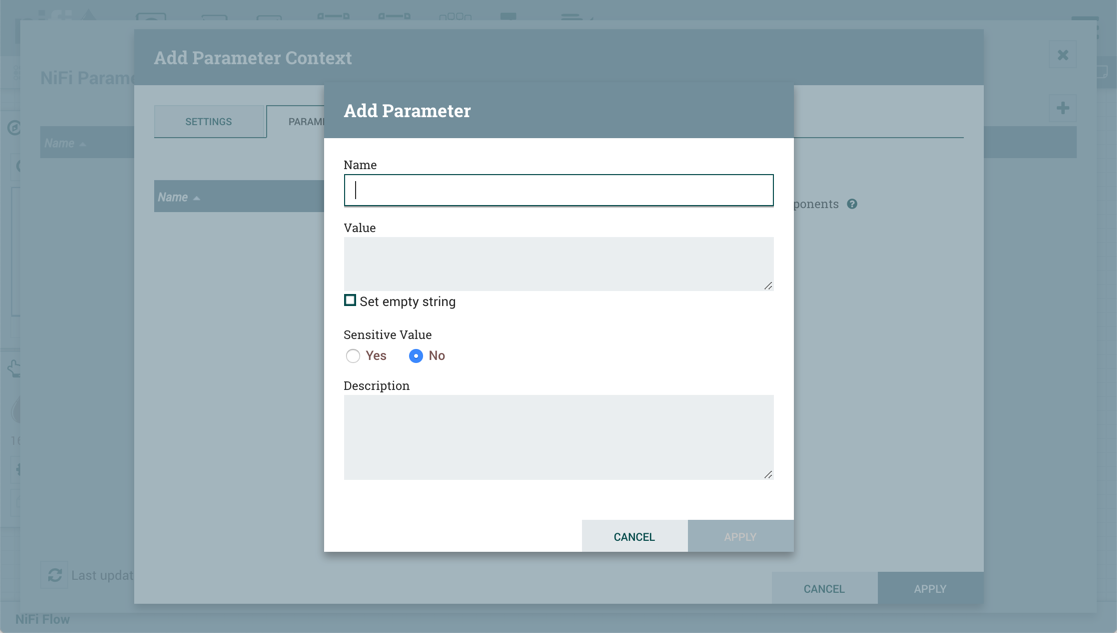 Add Parameter Context
NiFi Parame
SETTINGS
PARAME
Name
Name
ponents
Add Parameter
Name
Value
Set empty string
Sensitive Value
Yes No
Description
CANCEL APPLY
Last updat
CANCEL APPLY
NiFi Flow